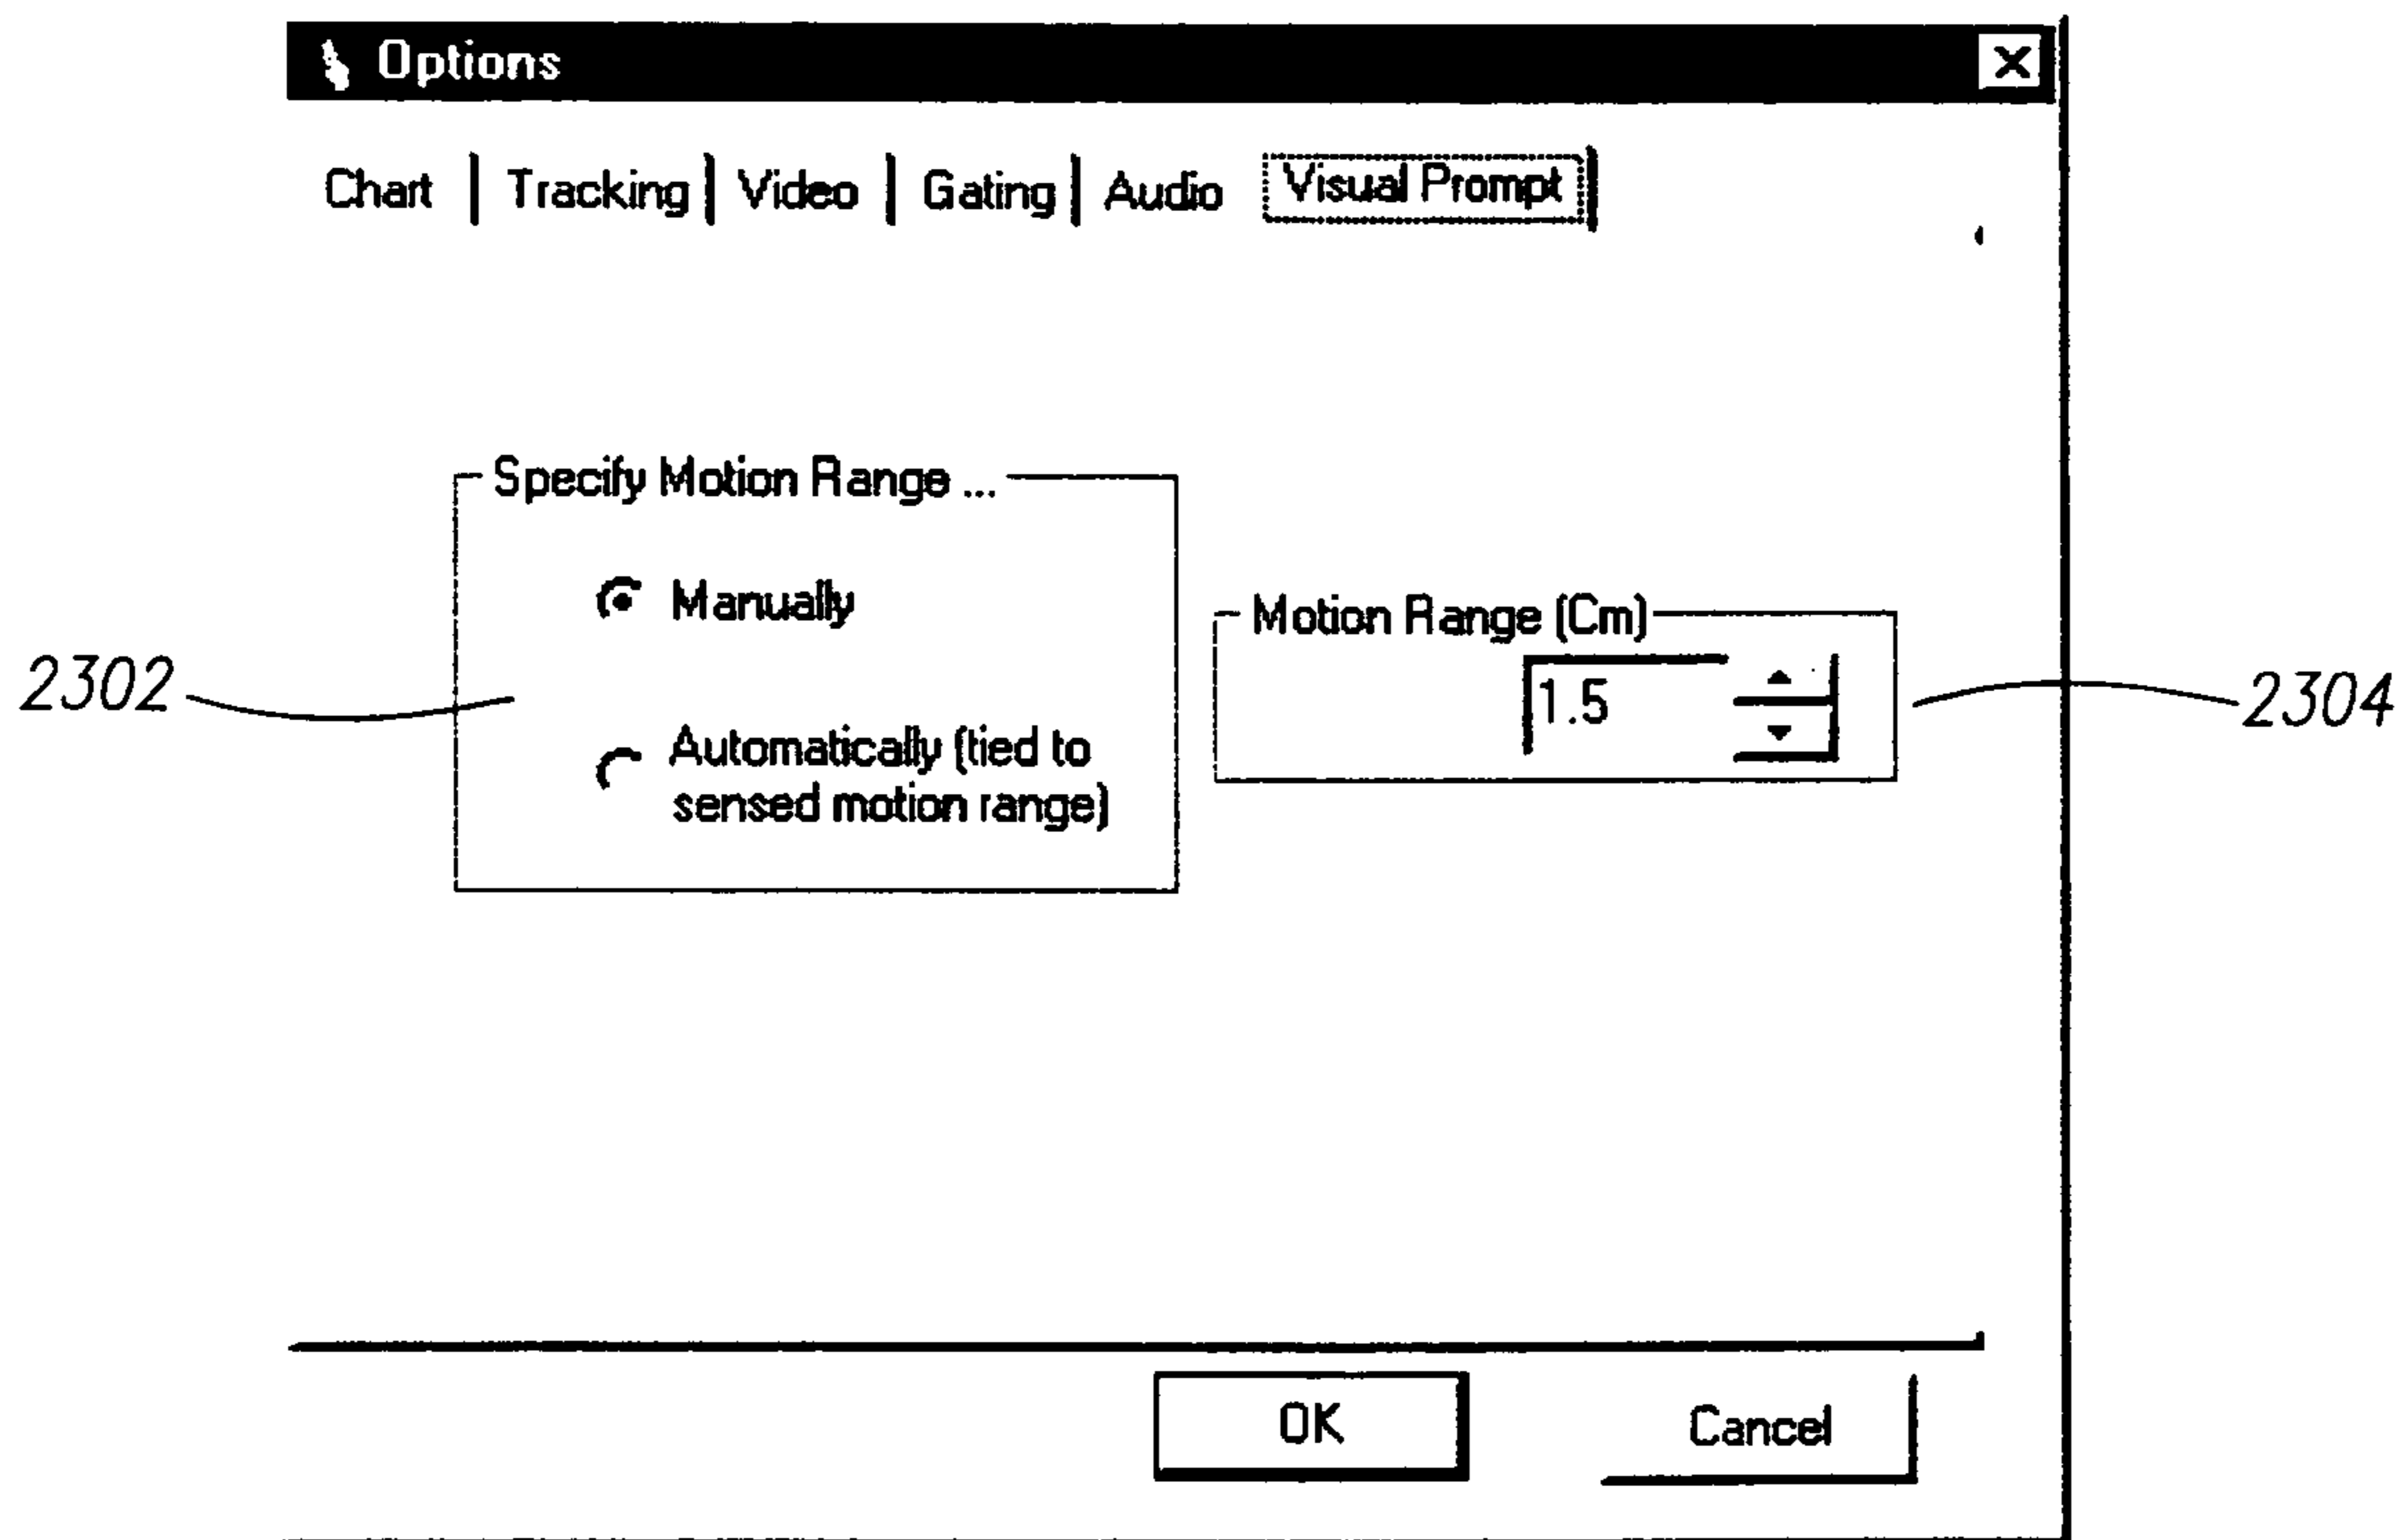 Options
Chart | Tracking | Video | Gating | Audio Visual Prompt
Specify Motion Range ...
Manually
Motion Range (Cm)
2302
1.5
2304
Automatically (tied to
sensed motion range)
OK Cancel